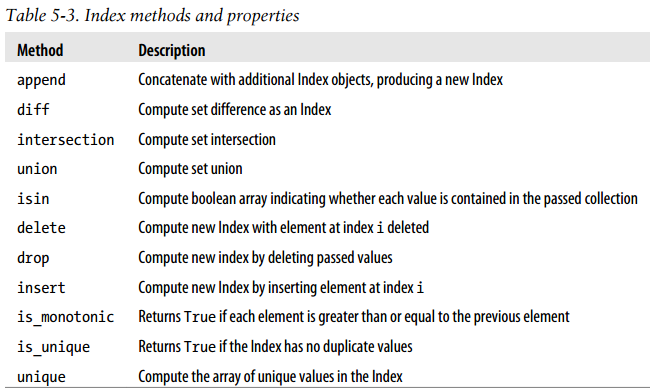 Table 5-3. Index methods and properties
Method Description
append Concatenate with additional Index objects, producing a new Index
diff Compute set difference as an Index
intersection Compute set intersection
union Compute set union
isin Compute boolean array indicating whether each value is contained in the passed collection
delete Compute new Index with element at index i deleted
drop Compute new index by deleting passed values
insert Compute new Index by inserting element at index i
is_monotonic Returns True if each element is greater than or equal to the previous element
is_unique Returns True if the Index has no duplicate values
unique Compute the array of unique values in the Index